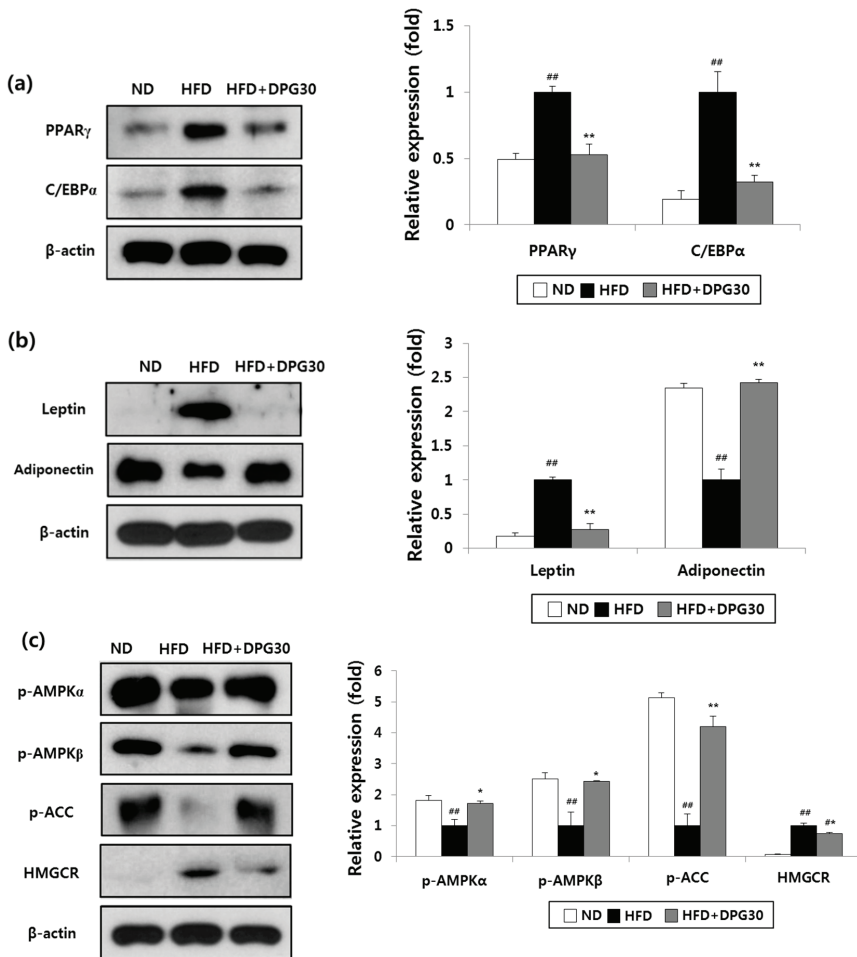 (a)
ND HFD HFD+DPG30
PPARγ
C/EBPα
β-actin
Relative expression (fold)
1.5
1
0.5
0
##
**
##
**
PPARγ C/EBPα
ND HFD HFD+DPG30
(b)
ND HFD HFD+DPG30
Leptin
Adiponectin
β-actin
Relative expression (fold)
3
2.5
2
1.5
1
0.5
0
##
**
##
**
Leptin Adiponectin
ND HFD HFD+DPG30
(c)
ND HFD HFD+DPG30
p-AMPKα
p-AMPKβ
p-ACC
HMGCR
β-actin
Relative expression (fold)
6
5
4
3
2
1
0
##
*
##
*
##
**
##
#*
p-AMPKα p-AMPKβ p-ACC HMGCR
ND HFD HFD+DPG30